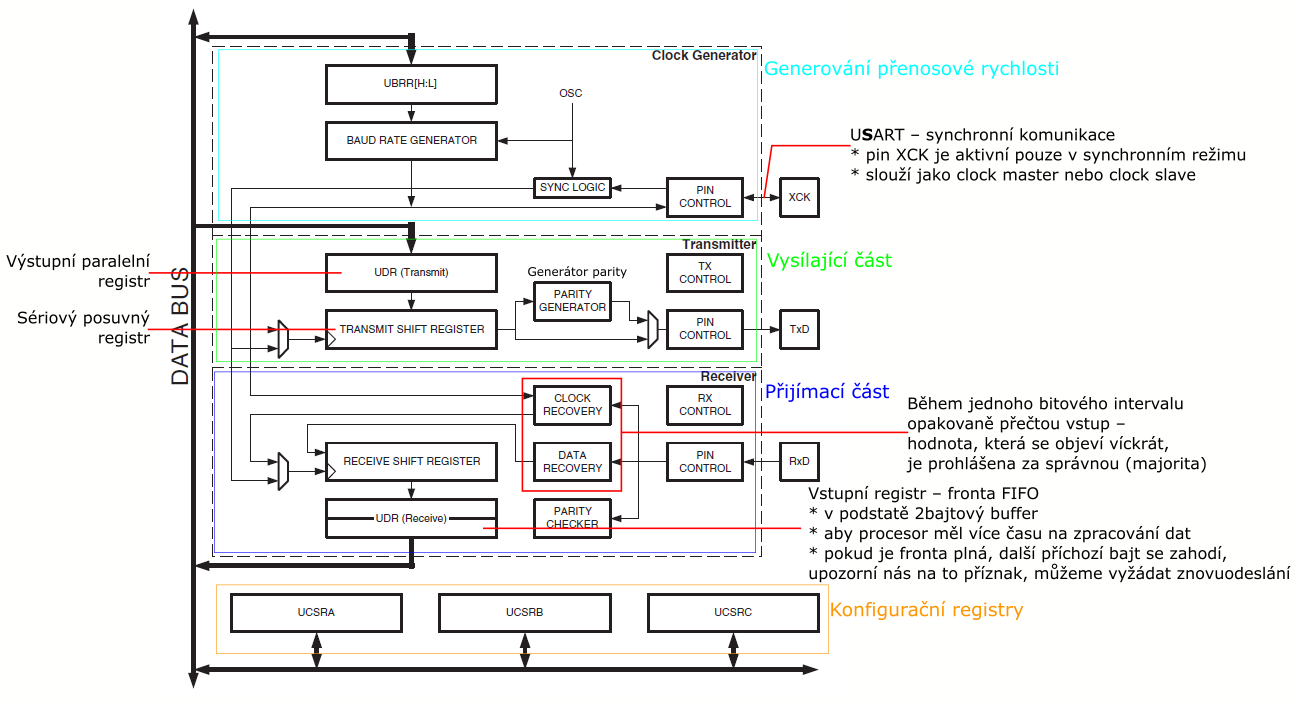 Clock Generator
Generování přenosové rychlosti
UBRR[H:L]
OSC
BAUD RATE GENERATOR
USART – synchronní komunikace
* pin XCK je aktivní pouze v synchronním režimu
* slouží jako clock master nebo clock slave
SYNC LOGIC
PIN
CONTROL
XCK
Transmitter
Vysílající část
Výstupní paralelní
registr
UDR (Transmit)
Generátor parity
TX
CONTROL
PARITY
GENERATOR
Sériový posuvný
registr
TRANSMIT SHIFT REGISTER
PIN
CONTROL
TxD
DATA BUS
Receiver
Přijímací část
CLOCK
RECOVERY
RX
CONTROL
Během jednoho bitového intervalu
opakovaně přečtou vstup –
hodnota, která se objeví víckrát,
je prohlášena za správnou (majorita)
RECEIVE SHIFT REGISTER
DATA
RECOVERY
PIN
CONTROL
RxD
UDR (Receive)
PARITY
CHECKER
Vstupní registr – fronta FIFO
* v podstatě 2bajtový buffer
* aby procesor měl více času na zpracování dat
* pokud je fronta plná, další příchozí bajt se zahodí,
upozorní nás na to příznak, můžeme vyžádat znovuodeslání
UCSRA
UCSRB
UCSRC
Konfigurační registry